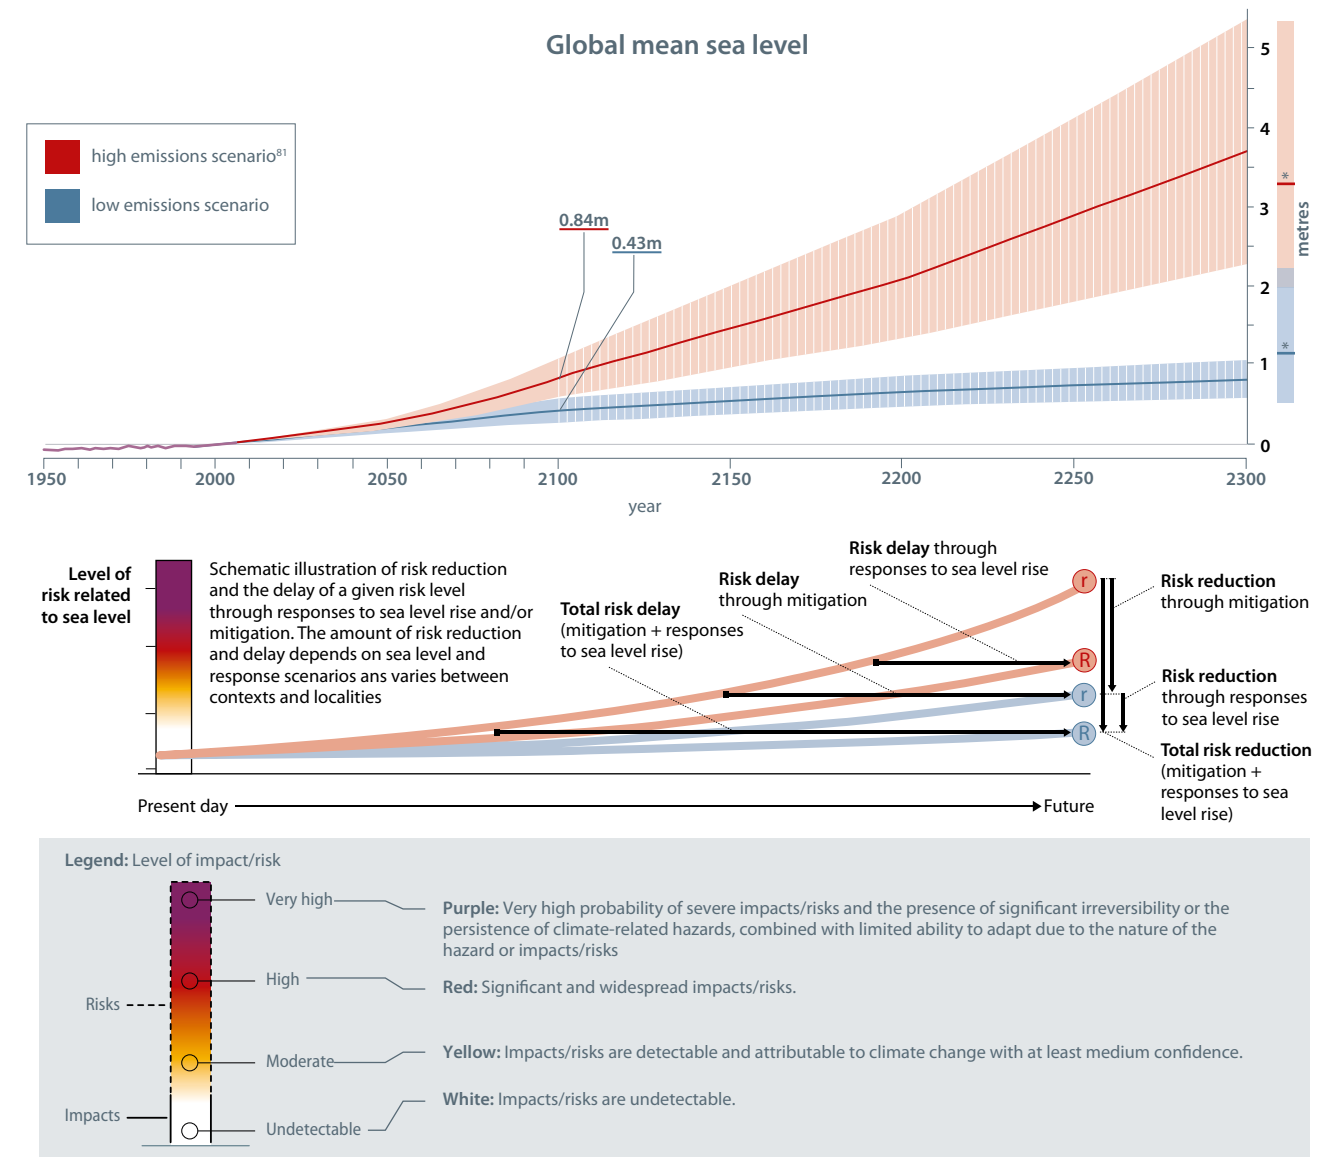 Global mean sea level
high emissions scenario81
low emissions scenario
0.84m
0.43m
5
4
3
2
1
0
metres
*
*
1950 2000 2050 2100 2150 2200 2250 2300
year
Level of
risk related
to sea level
Schematic illustration of risk reduction
and the delay of a given risk level
through responses to sea level rise and/or
mitigation. The amount of risk reduction
and delay depends on sea level and
response scenarios ans varies between
contexts and localities
Total risk delay
(mitigation + responses
to sea level rise)
Risk delay
through mitigation
Risk delay through
responses to sea level rise
r
R
r
R
Risk reduction
through mitigation
Risk reduction
through responses
to sea level rise
Total risk reduction
(mitigation +
responses to sea
level rise)
Present day
Future
Legend: Level of impact/risk
Risks
Impacts
Very high
High
Moderate
Undetectable
Purple: Very high probability of severe impacts/risks and the presence of significant irreversibility or the
persistence of climate-related hazards, combined with limited ability to adapt due to the nature of the
hazard or impacts/risks
Red: Significant and widespread impacts/risks.
Yellow: Impacts/risks are detectable and attributable to climate change with at least medium confidence.
White: Impacts/risks are undetectable.